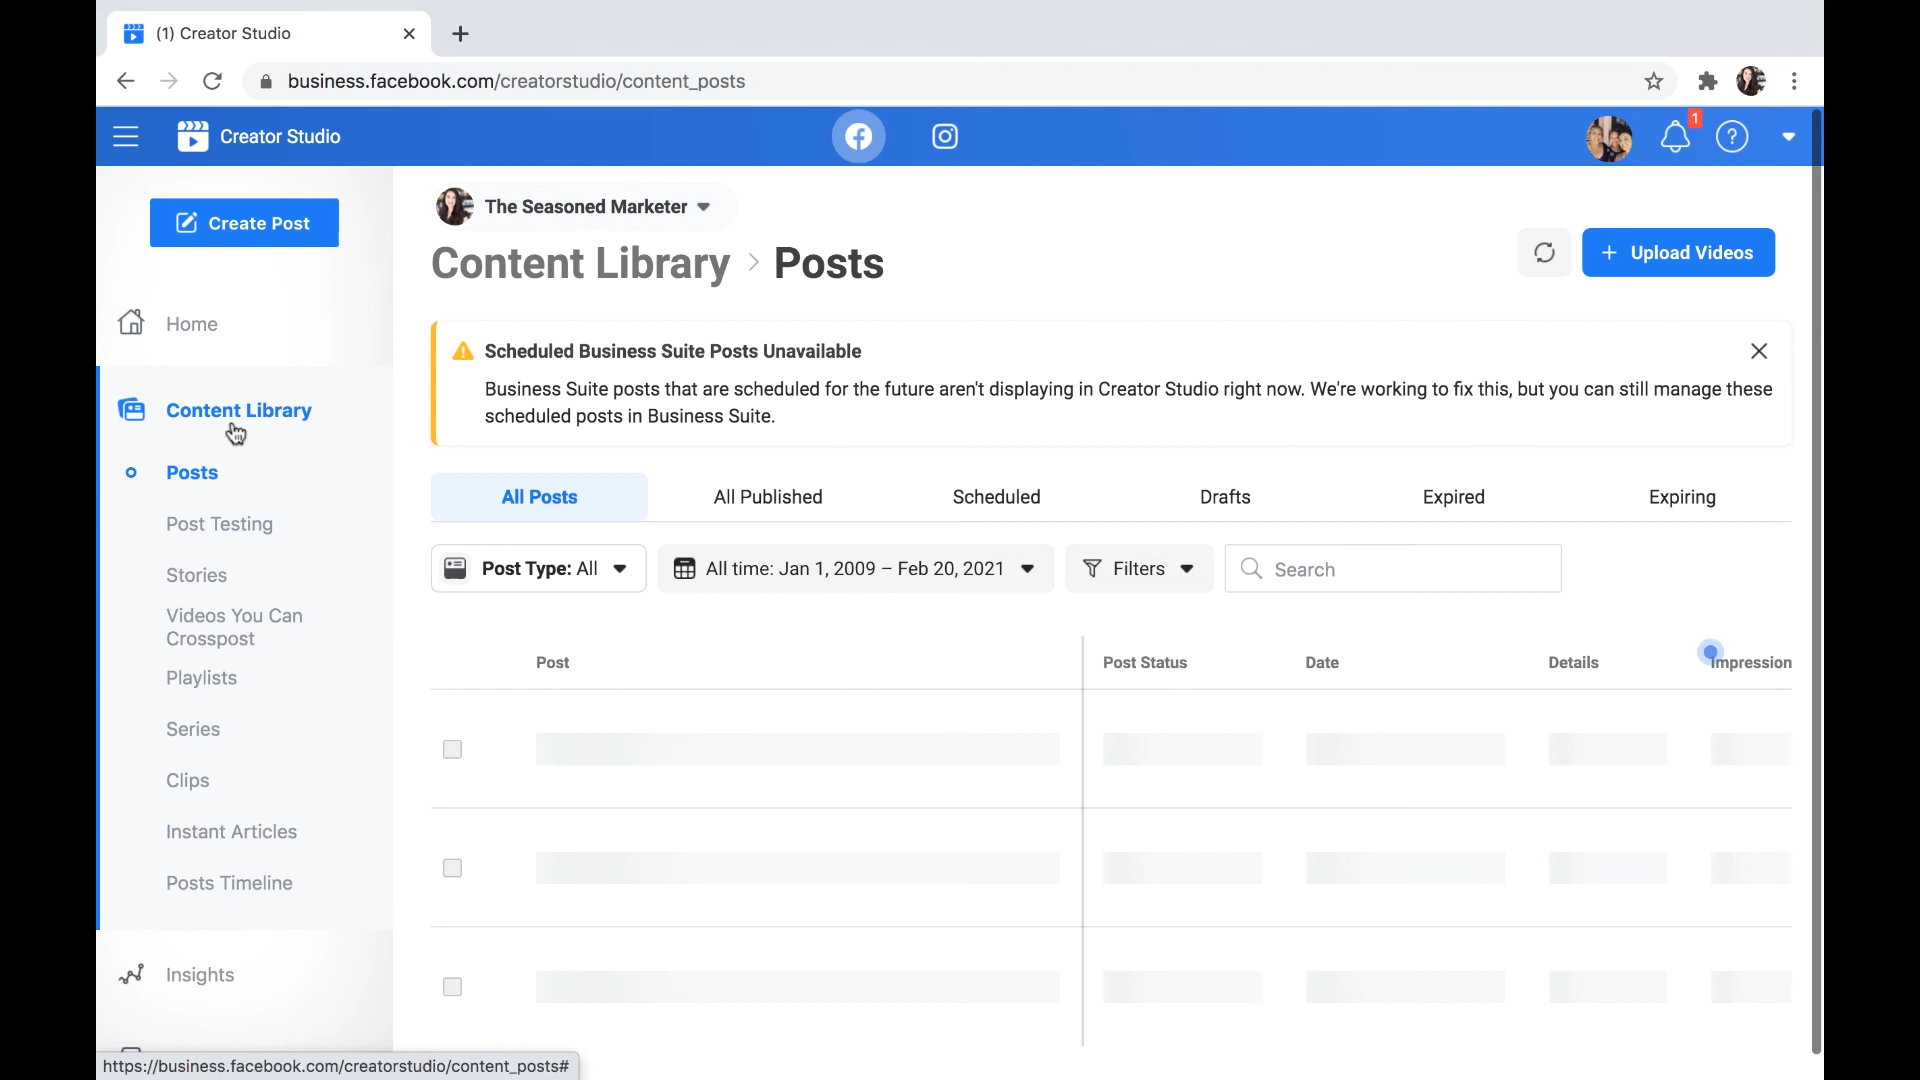 (1) Creator Studio
business.facebook.com/creatorstudio/content_posts
Creator Studio
1
Create Post
Home
Content Library
Posts
Post Testing
Stories
Videos You Can
Crosspost
Playlists
Series
Clips
Instant Articles
Posts Timeline
Insights
The Seasoned Marketer
Content Library > Posts
+ Upload Videos
Scheduled Business Suite Posts Unavailable
Business Suite posts that are scheduled for the future aren't displaying in Creator Studio right now. We're working to fix this, but you can still manage these
scheduled posts in Business Suite.
All Posts All Published Scheduled Drafts Expired Expiring
Post Type: All All time: Jan 1, 2009 – Feb 20, 2021 Filters Search
Post Post Status Date Details Impression
https://business.facebook.com/creatorstudio/content_posts#